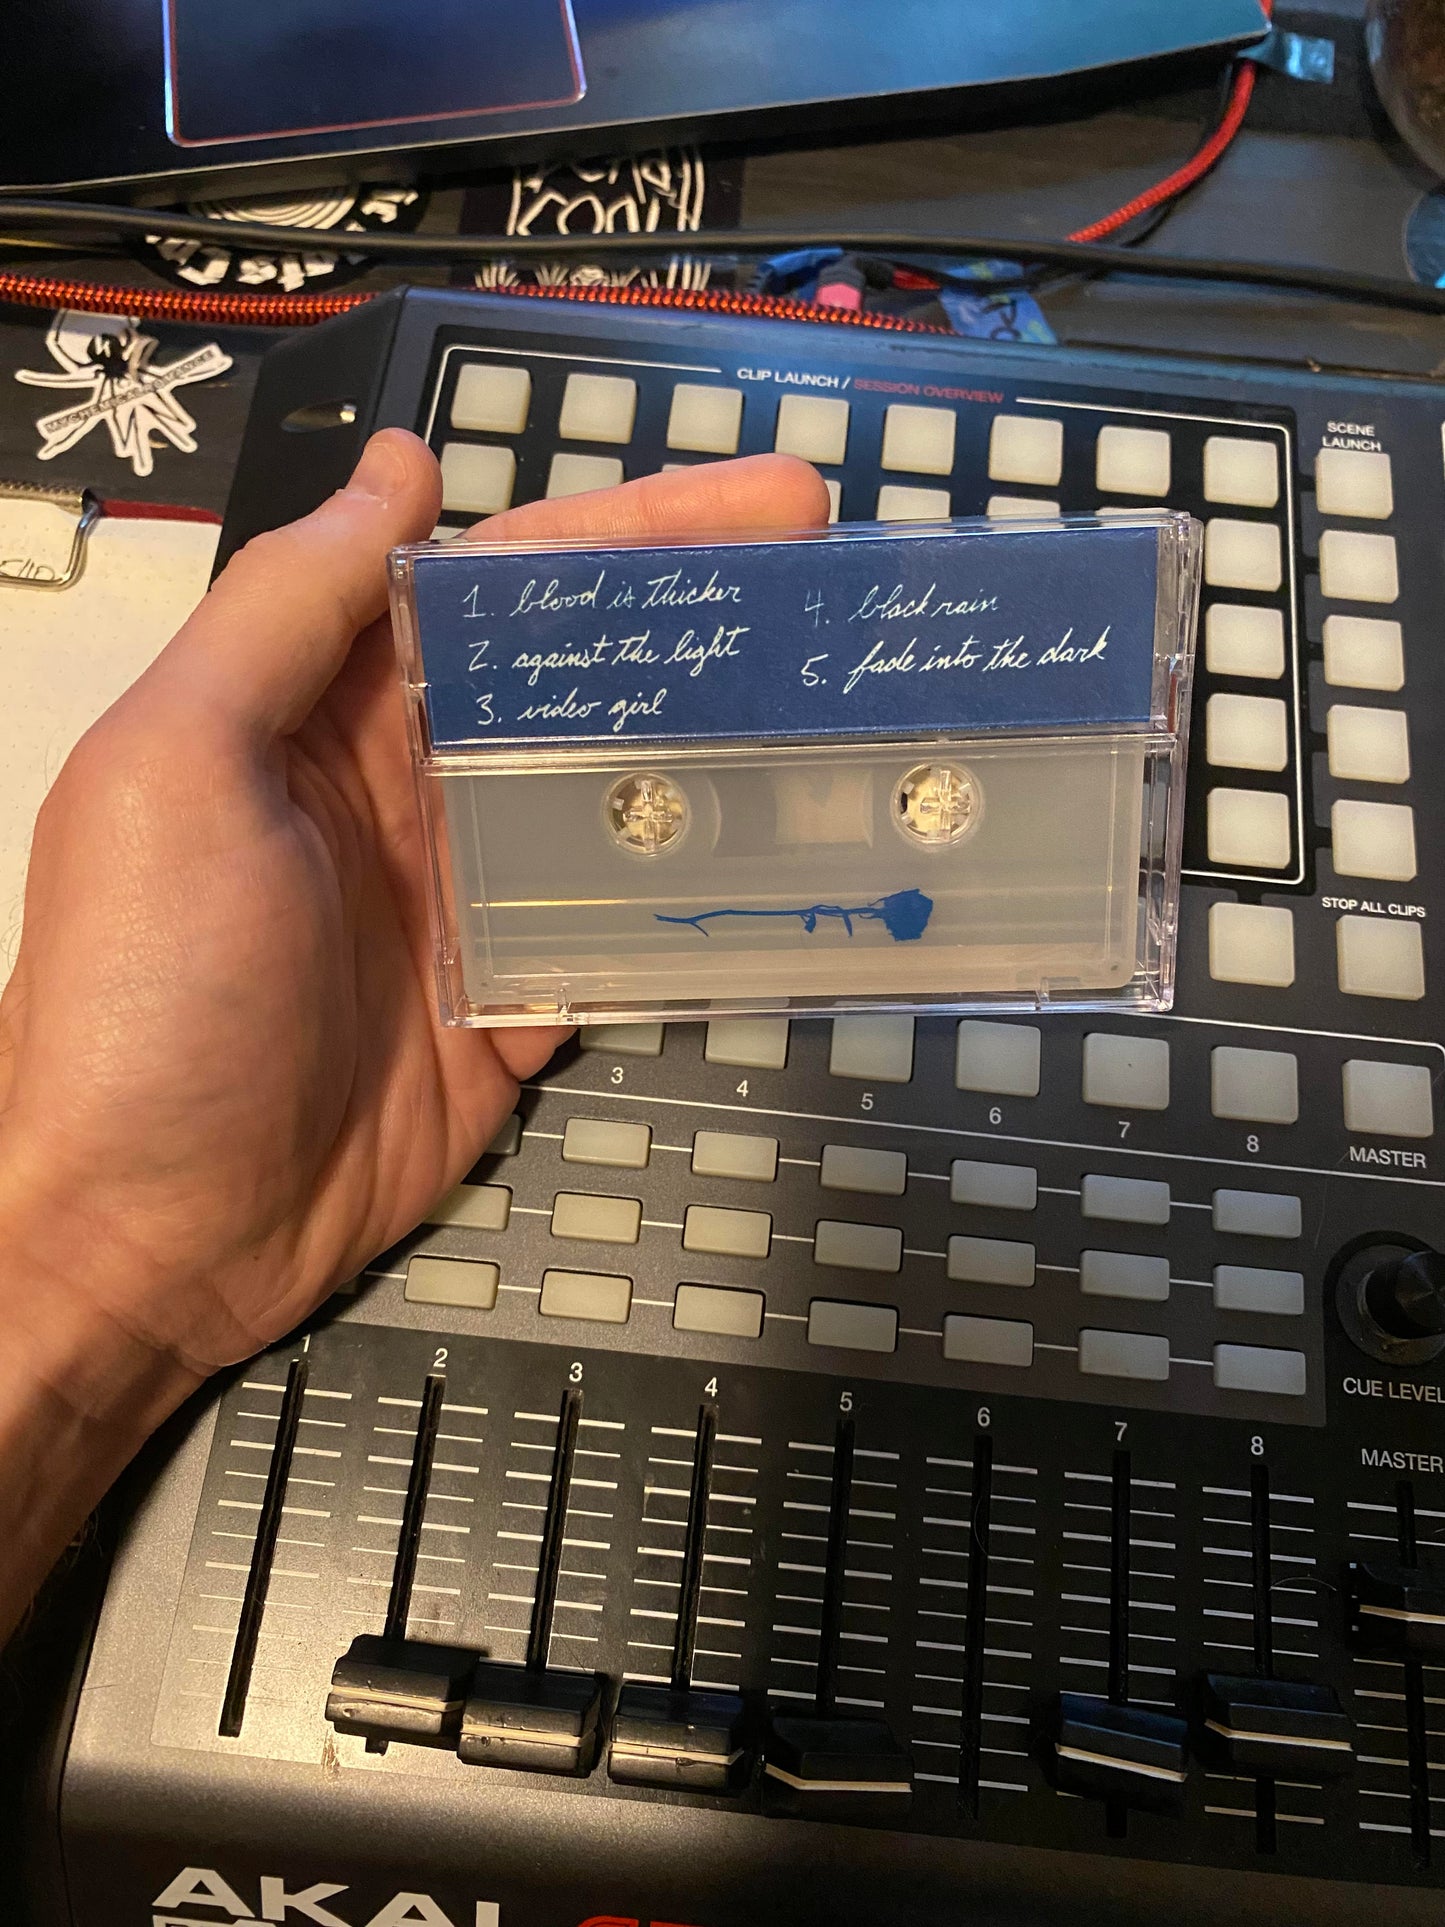 CLIP LAUNCH / SESSION OVERVIEW
SCENE
LAUNCH
1. blood is thicker
2. against the light
3. video girl
4. black rain
5. fade into the dark
STOP ALL CLIPS
3 4 5 6 7 8
MASTER
CUE LEVEL
1 2 3 4 5 6 7 8
MASTER
AKAI